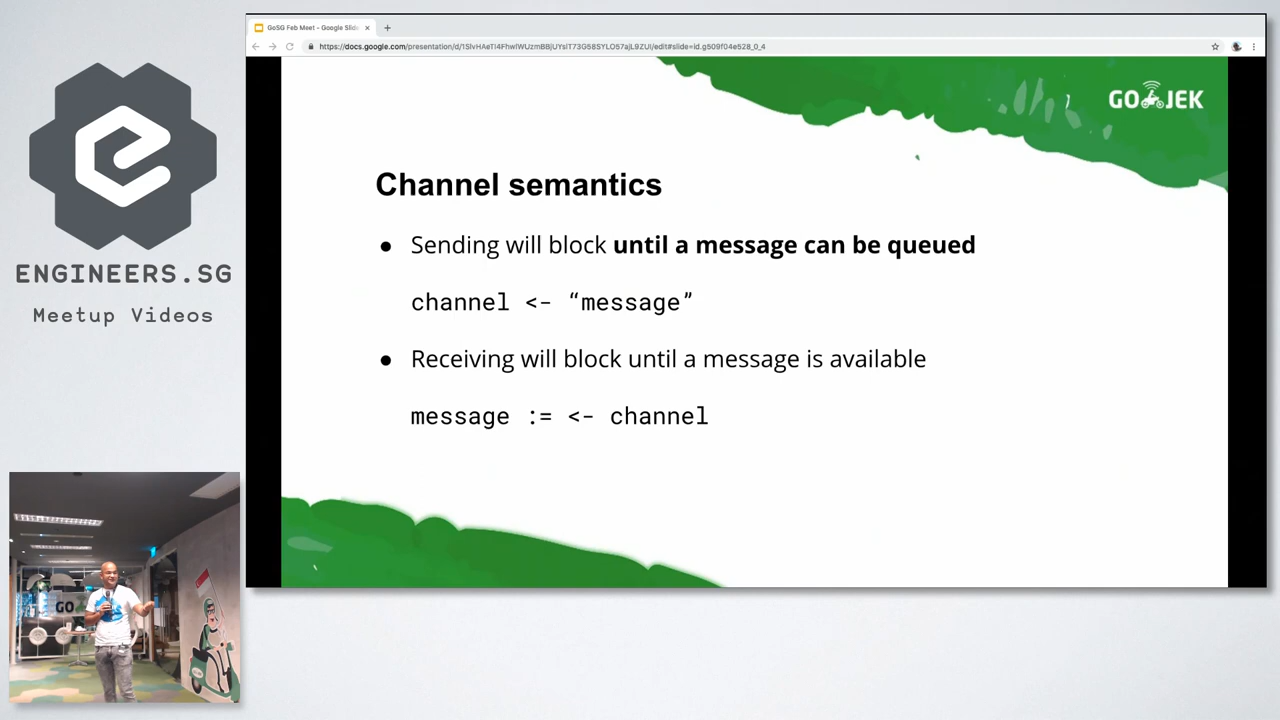 GoSG Feb Meet - Google Slide
GO JEK
Channel semantics
● Sending will block until a message can be queued
channel <- “message”
● Receiving will block until a message is available
message := <- channel
ENGINEERS.SG
Meetup Videos
GO